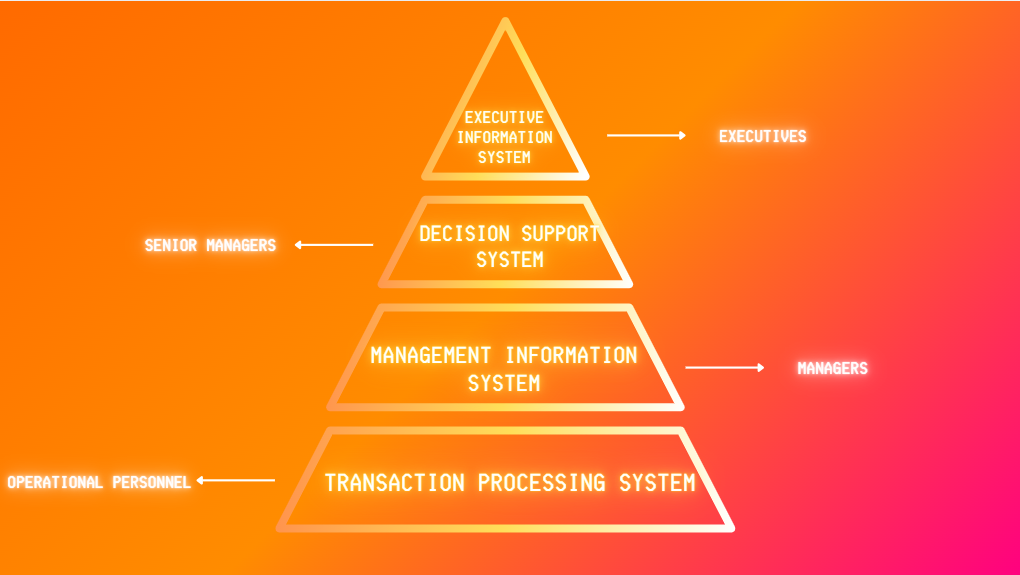 EXECUTIVE
INFORMATION
SYSTEM
EXECUTIVES
DECISION SUPPORT
SYSTEM
SENIOR MANAGERS
MANAGEMENT INFORMATION
SYSTEM
MANAGERS
TRANSACTION PROCESSING SYSTEM
OPERATIONAL PERSONNEL